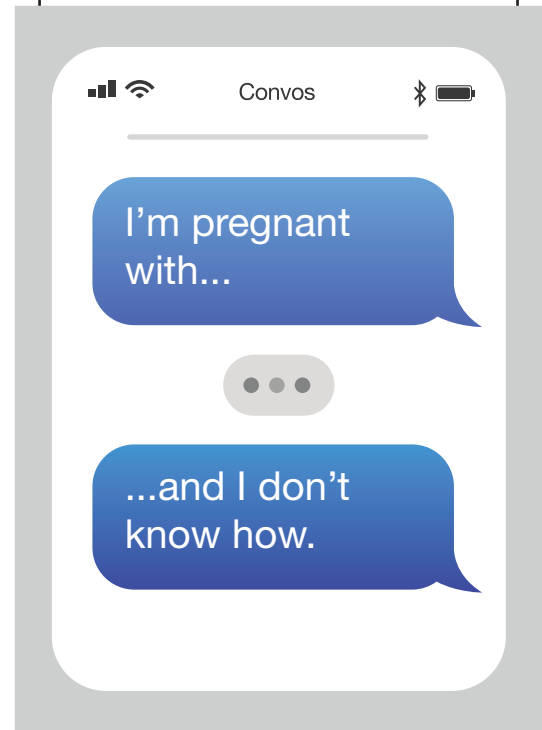 Convos
I’m pregnant
with...
...and I don’t
know how.